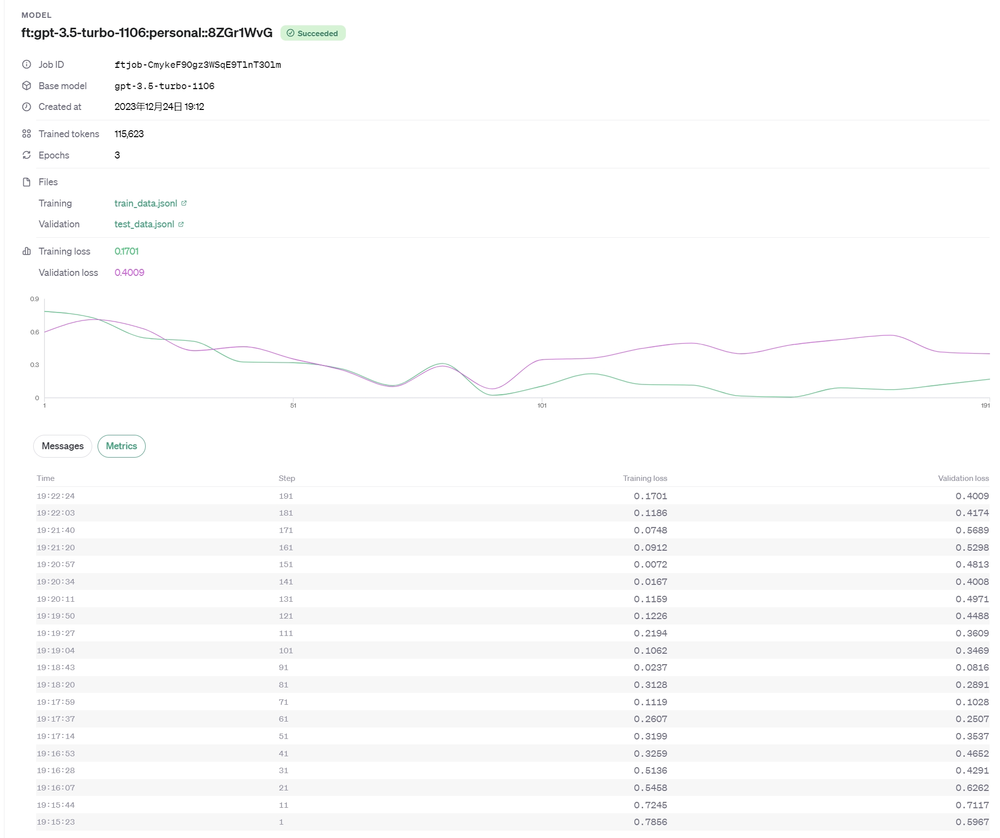 MODEL
ft:gpt-3.5-turbo-1106:personal::8ZGr1WvG Succeeded
Job ID ftjob-CmykeF9Ogz3WSqE9TlnT3Olm
Base model gpt-3.5-turbo-1106
Created at 2023年12月24日 19:12
Trained tokens 115,623
Epochs 3
Files
Training train_data.jsonl
Validation test_data.jsonl
Training loss 0.1701
Validation loss 0.4009
0.9
0.6
0.3
0
1 51 101 191
Messages Metrics
Time Step Training loss Validation loss
19:22:24 191 0.1701 0.4009
19:22:03 181 0.1186 0.4174
19:21:40 171 0.0748 0.5689
19:21:20 161 0.0912 0.5298
19:20:57 151 0.0072 0.4813
19:20:34 141 0.0167 0.4008
19:20:11 131 0.1159 0.4971
19:19:50 121 0.1226 0.4488
19:19:27 111 0.2194 0.3609
19:19:04 101 0.1062 0.3469
19:18:43 91 0.0237 0.0816
19:18:20 81 0.3128 0.2891
19:17:59 71 0.1119 0.1028
19:17:37 61 0.2607 0.2507
19:17:14 51 0.3199 0.3537
19:16:53 41 0.3259 0.4652
19:16:28 31 0.5136 0.4291
19:16:07 21 0.5458 0.6262
19:15:44 11 0.7245 0.7117
19:15:23 1 0.7856 0.5967